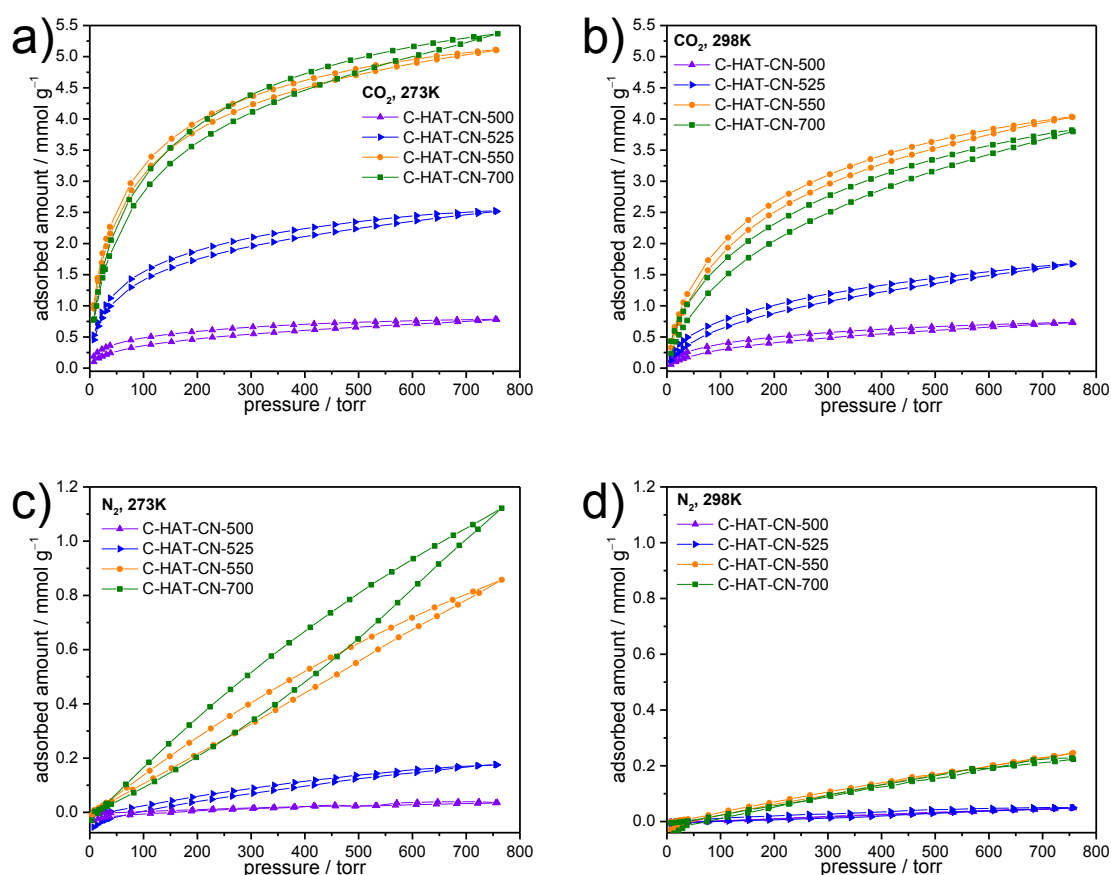 a)
adsorbed amount / mmol g⁻¹
5.5
5.0
4.5
4.0
3.5
3.0
2.5
2.0
1.5
1.0
0.5
0.0
CO₂, 273K
C-HAT-CN-500
C-HAT-CN-525
C-HAT-CN-550
C-HAT-CN-700
0 100 200 300 400 500 600 700 800
pressure / torr
b)
adsorbed amount / mmol g⁻¹
5.5
5.0
4.5
4.0
3.5
3.0
2.5
2.0
1.5
1.0
0.5
0.0
CO₂, 298K
C-HAT-CN-500
C-HAT-CN-525
C-HAT-CN-550
C-HAT-CN-700
0 100 200 300 400 500 600 700 800
pressure / torr
c)
adsorbed amount / mmol g⁻¹
1.2
1.0
0.8
0.6
0.4
0.2
0.0
N₂, 273K
C-HAT-CN-500
C-HAT-CN-525
C-HAT-CN-550
C-HAT-CN-700
0 100 200 300 400 500 600 700 800
pressure / torr
d)
adsorbed amount / mmol g⁻¹
1.2
1.0
0.8
0.6
0.4
0.2
0.0
N₂, 298K
C-HAT-CN-500
C-HAT-CN-525
C-HAT-CN-550
C-HAT-CN-700
0 100 200 300 400 500 600 700 800
pressure / torr